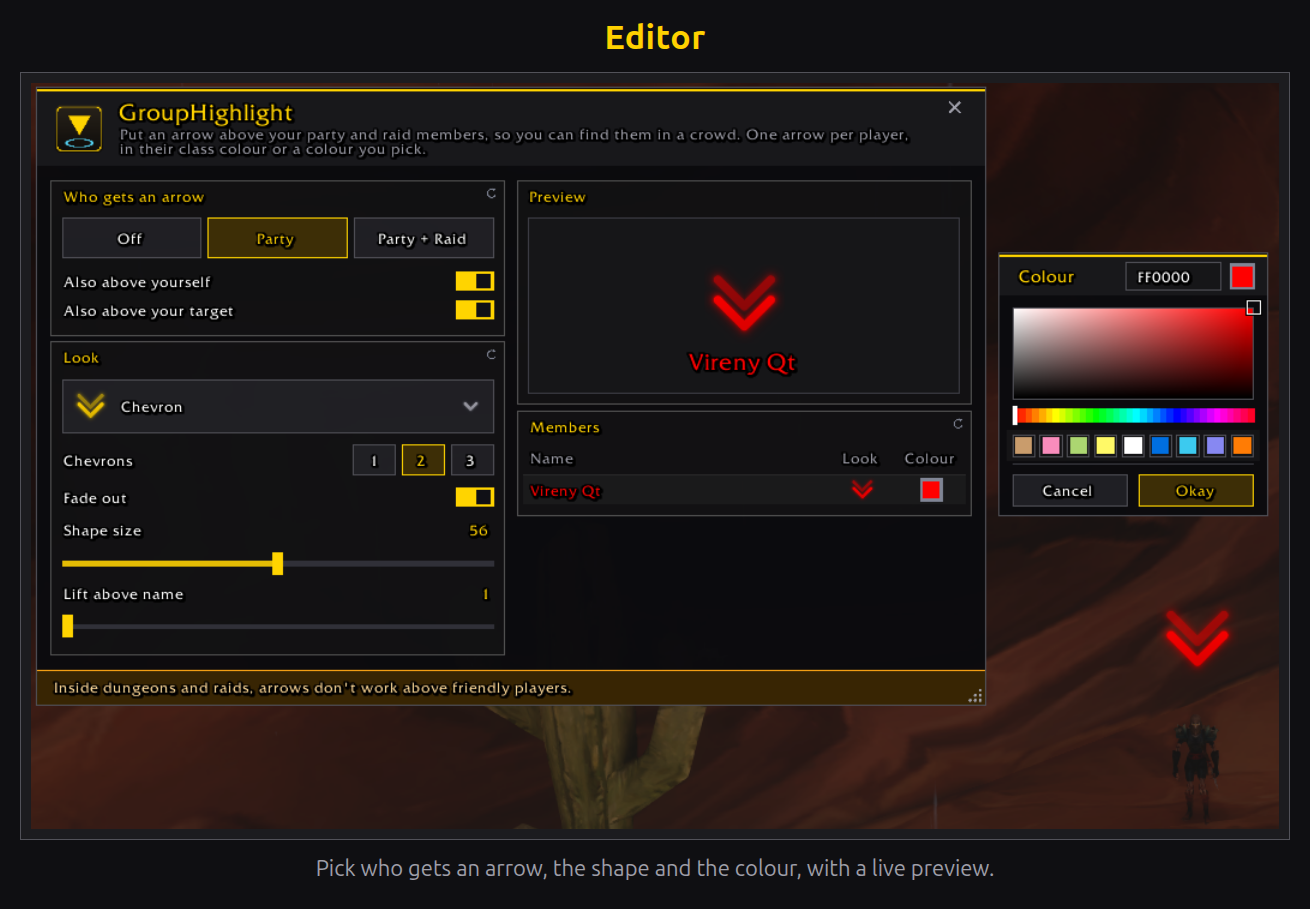 Editor
GroupHighlight
Put an arrow above your party and raid members, so you can find them in a crowd. One arrow per player,
in their class colour or a colour you pick.
Who gets an arrow
Off
Party
Party + Raid
Also above yourself
Also above your target
Look
Chevron
Chevrons
1
2
3
Fade out
Shape size
56
Lift above name
1
Preview
Vireny Qt
Members
Name
Look
Colour
Vireny Qt
Inside dungeons and raids, arrows don't work above friendly players.
Colour
FF0000
Cancel
Okay
Pick who gets an arrow, the shape and the colour, with a live preview.